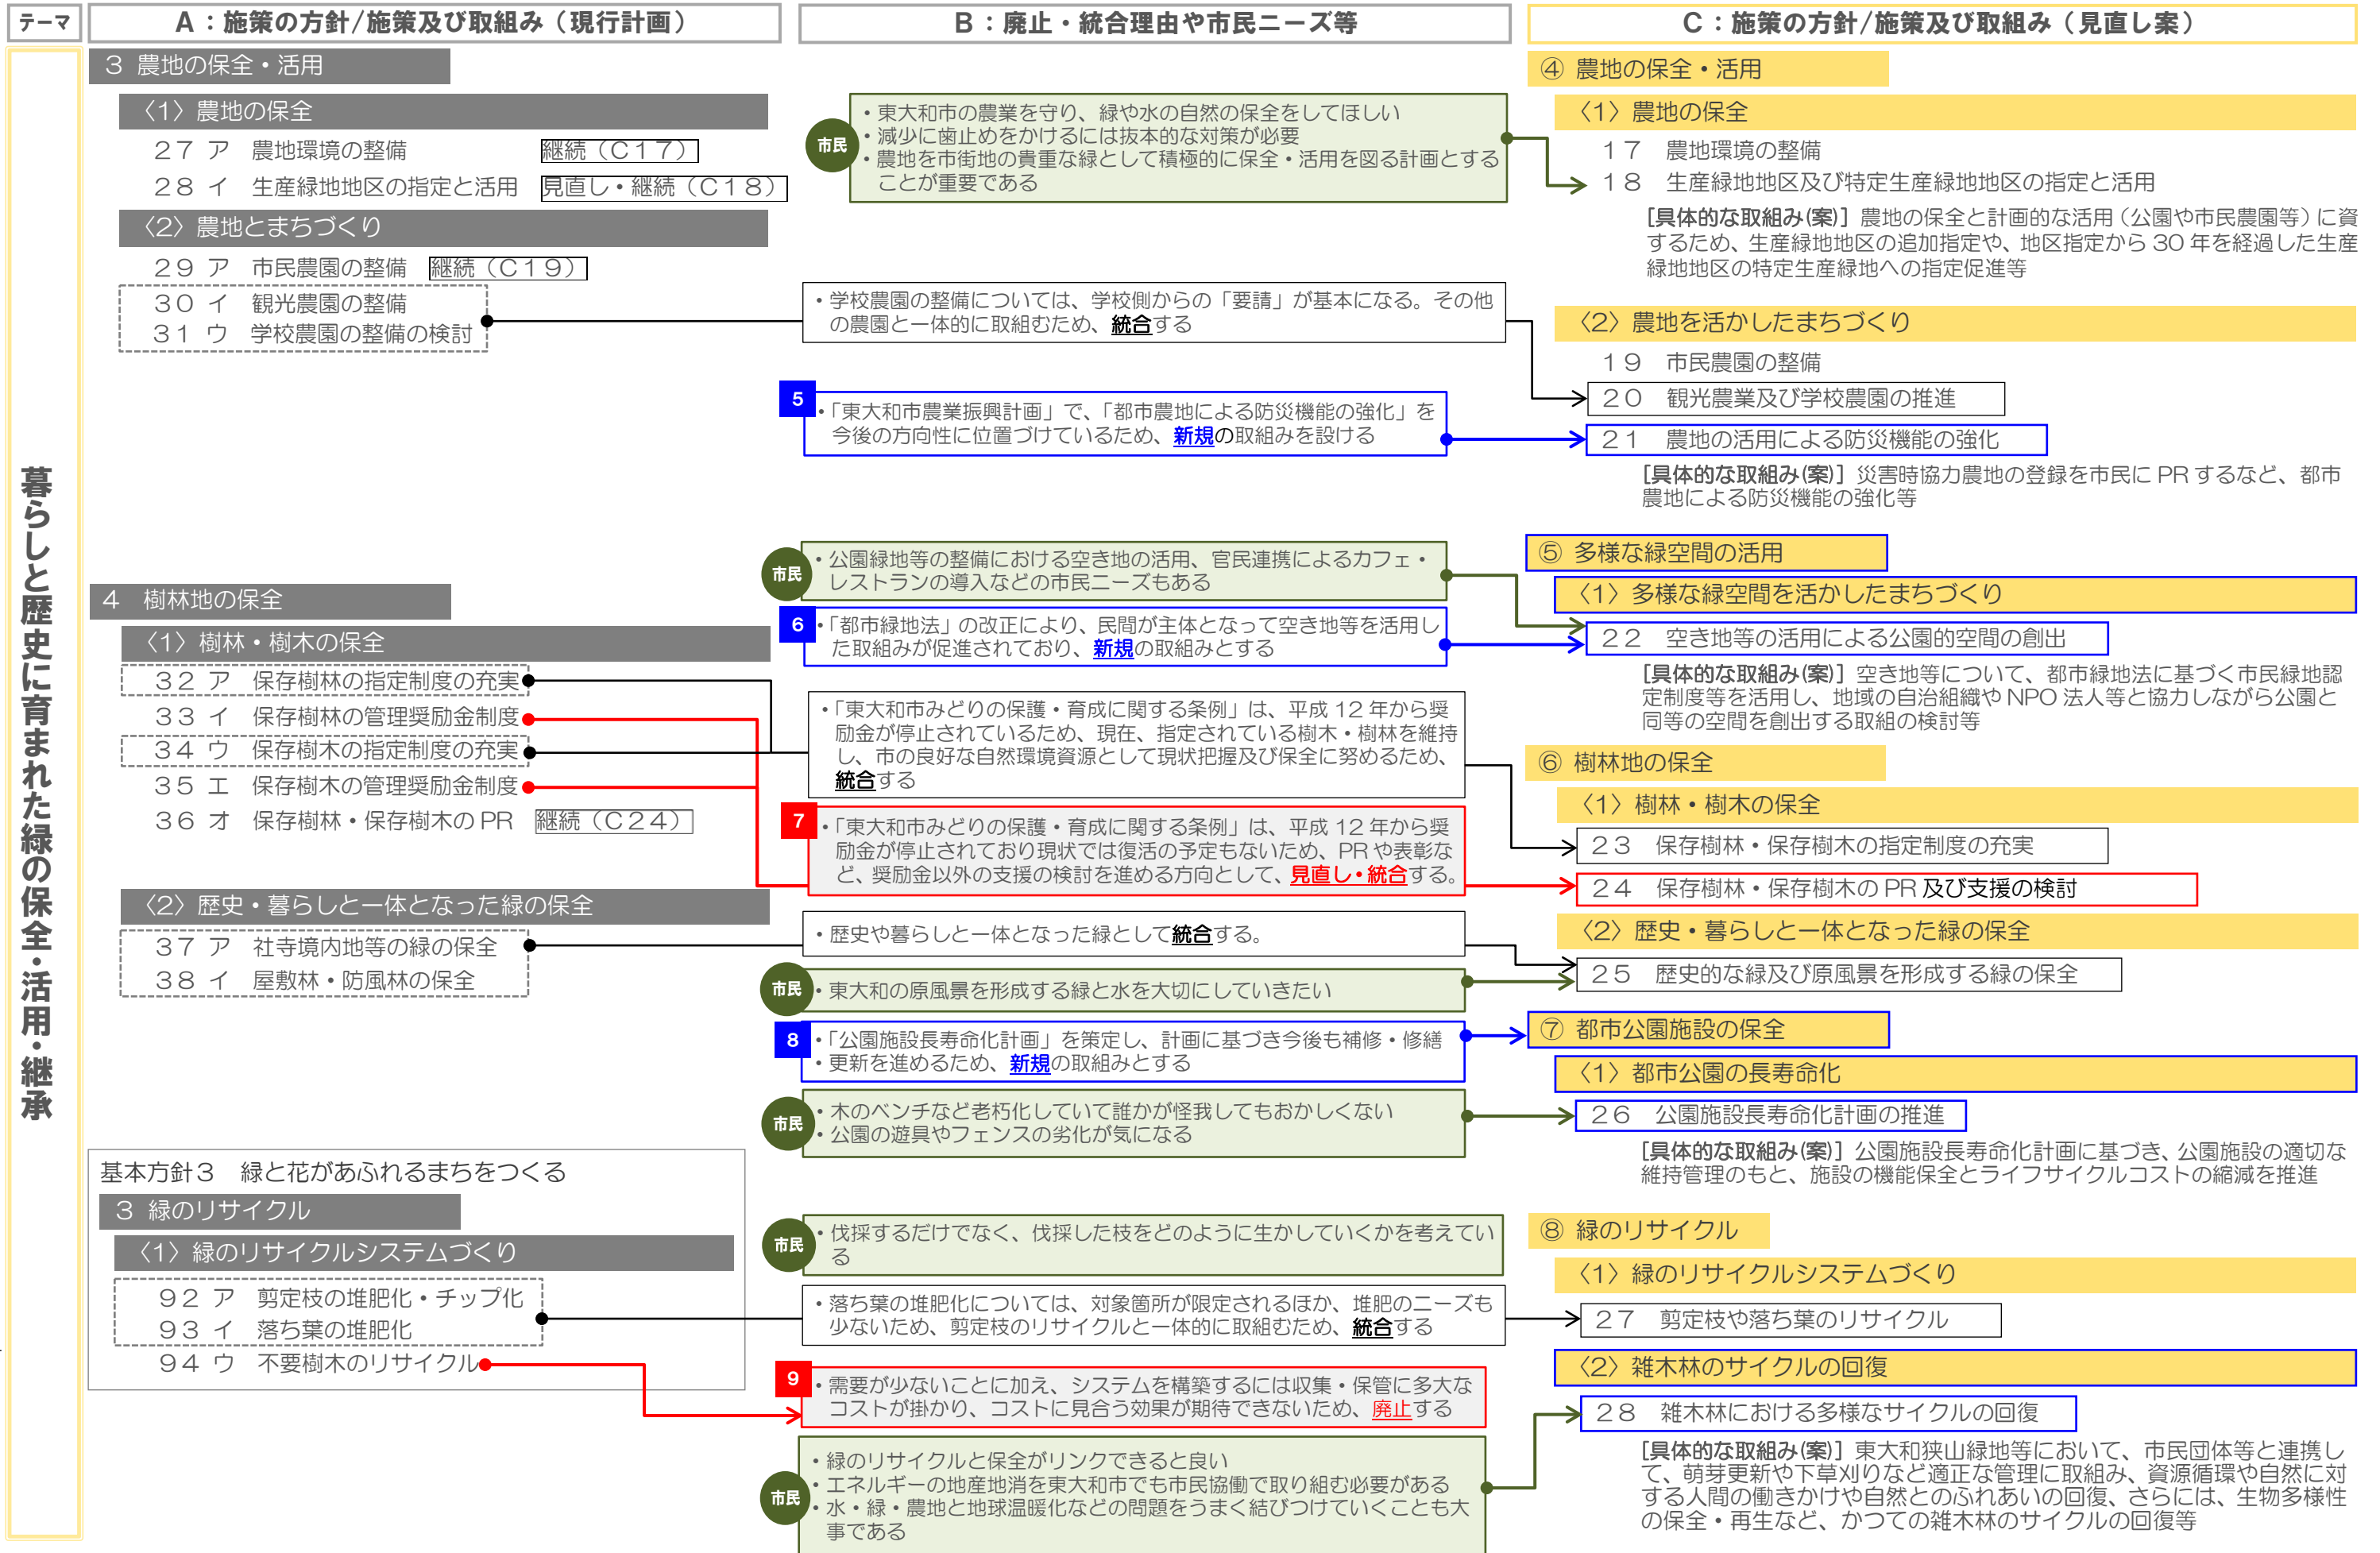 テーマ
A：施策の方針/施策及び取組み（現行計画）
B：廃止・統合理由や市民ニーズ等
C：施策の方針/施策及び取組み（見直し案）
暮らしと歴史に育まれた緑の保全・活用・継承
3 農地の保全・活用
〈1〉農地の保全
27 ア 農地環境の整備 継続（C17）
28 イ 生産緑地地区の指定と活用 見直し・継続（C18）
〈2〉農地とまちづくり
29 ア 市民農園の整備 継続（C19）
30 イ 観光農園の整備
31 ウ 学校農園の整備の検討
4 樹林地の保全
〈1〉樹林・樹木の保全
32 ア 保存樹林の指定制度の充実
33 イ 保存樹林の管理奨励金制度
34 ウ 保存樹木の指定制度の充実
35 エ 保存樹木の管理奨励金制度
36 オ 保存樹林・保存樹木のPR 継続（C24）
〈2〉歴史・暮らしと一体となった緑の保全
37 ア 社寺境内地等の緑の保全
38 イ 屋敷林・防風林の保全
基本方針3 緑と花があふれるまちをつくる
3 緑のリサイクル
〈1〉緑のリサイクルシステムづくり
92 ア 剪定枝の堆肥化・チップ化
93 イ 落ち葉の堆肥化
94 ウ 不要樹木のリサイクル
市民
・東大和市の農業を守り、緑や水の自然の保全をしてほしい
・減少に歯止めをかけるには抜本的な対策が必要
・農地を市街地の貴重な緑として積極的に保全・活用を図る計画とする
ことが重要である
・学校農園の整備については、学校側からの「要請」が基本になる。その他
の農園と一体的に取組むため、統合する
5
・「東大和市農業振興計画」で、「都市農地による防災機能の強化」を
今後の方向性に位置づけているため、新規の取組みを設ける
市民
・公園緑地等の整備における空き地の活用、官民連携によるカフェ・
レストランの導入などの市民ニーズもある
6
・「都市緑地法」の改正により、民間が主体となって空き地等を活用し
た取組みが促進されており、新規の取組みとする
・「東大和市みどりの保護・育成に関する条例」は、平成12年から奨
励金が停止されているため、現在、指定されている樹木・樹林を維持
し、市の良好な自然環境資源として現状把握及び保全に努めるため、
統合する
7
・「東大和市みどりの保護・育成に関する条例」は、平成12年から奨
励金が停止されており現状では復活の予定もないため、PRや表彰な
ど、奨励金以外の支援の検討を進める方向として、見直し・統合する。
・歴史や暮らしと一体となった緑として統合する。
市民
・東大和の原風景を形成する緑と水を大切にしていきたい
8
・「公園施設長寿命化計画」を策定し、計画に基づき今後も補修・修繕
・更新を進めるため、新規の取組みとする
市民
・木のベンチなど老朽化していて誰かが怪我してもおかしくない
・公園の遊具やフェンスの劣化が気になる
市民
・伐採するだけでなく、伐採した枝をどのように生かしていくかを考えてい
る
・落ち葉の堆肥化については、対象箇所が限定されるほか、堆肥のニーズも
少ないため、剪定枝のリサイクルと一体的に取組むため、統合する
9
・需要が少ないことに加え、システムを構築するには収集・保管に多大な
コストが掛かり、コストに見合う効果が期待できないため、廃止する
市民
・緑のリサイクルと保全がリンクできると良い
・エネルギーの地産地消を東大和市でも市民協働で取り組む必要がある
・水・緑・農地と地球温暖化などの問題をうまく結びつけていくことも大
事である
④ 農地の保全・活用
〈1〉農地の保全
17 農地環境の整備
18 生産緑地地区及び特定生産緑地地区の指定と活用
[具体的な取組み(案)] 農地の保全と計画的な活用（公園や市民農園等）に資
するため、生産緑地地区の追加指定や、地区指定から30年を経過した生産
緑地地区の特定生産緑地への指定促進等
〈2〉農地を活かしたまちづくり
19 市民農園の整備
20 観光農業及び学校農園の推進
21 農地の活用による防災機能の強化
[具体的な取組み(案)] 災害時協力農地の登録を市民にPRするなど、都市
農地による防災機能の強化等
⑤ 多様な緑空間の活用
〈1〉多様な緑空間を活かしたまちづくり
22 空き地等の活用による公園的空間の創出
[具体的な取組み(案)] 空き地等について、都市緑地法に基づく市民緑地認
定制度等を活用し、地域の自治組織やNPO法人等と協力しながら公園と
同等の空間を創出する取組の検討等
⑥ 樹林地の保全
〈1〉樹林・樹木の保全
23 保存樹林・保存樹木の指定制度の充実
24 保存樹林・保存樹木のPR及び支援の検討
〈2〉歴史・暮らしと一体となった緑の保全
25 歴史的な緑及び原風景を形成する緑の保全
⑦ 都市公園施設の保全
〈1〉都市公園の長寿命化
26 公園施設長寿命化計画の推進
[具体的な取組み(案)] 公園施設長寿命化計画に基づき、公園施設の適切な
維持管理のもと、施設の機能保全とライフサイクルコストの縮減を推進
⑧ 緑のリサイクル
〈1〉緑のリサイクルシステムづくり
27 剪定枝や落ち葉のリサイクル
〈2〉雑木林のサイクルの回復
28 雑木林における多様なサイクルの回復
[具体的な取組み(案)] 東大和狭山緑地等において、市民団体等と連携し
て、萌芽更新や下草刈りなど適正な管理に取組み、資源循環や自然に対
する人間の働きかけや自然とのふれあいの回復、さらには、生物多様性
の保全・再生など、かつての雑木林のサイクルの回復等